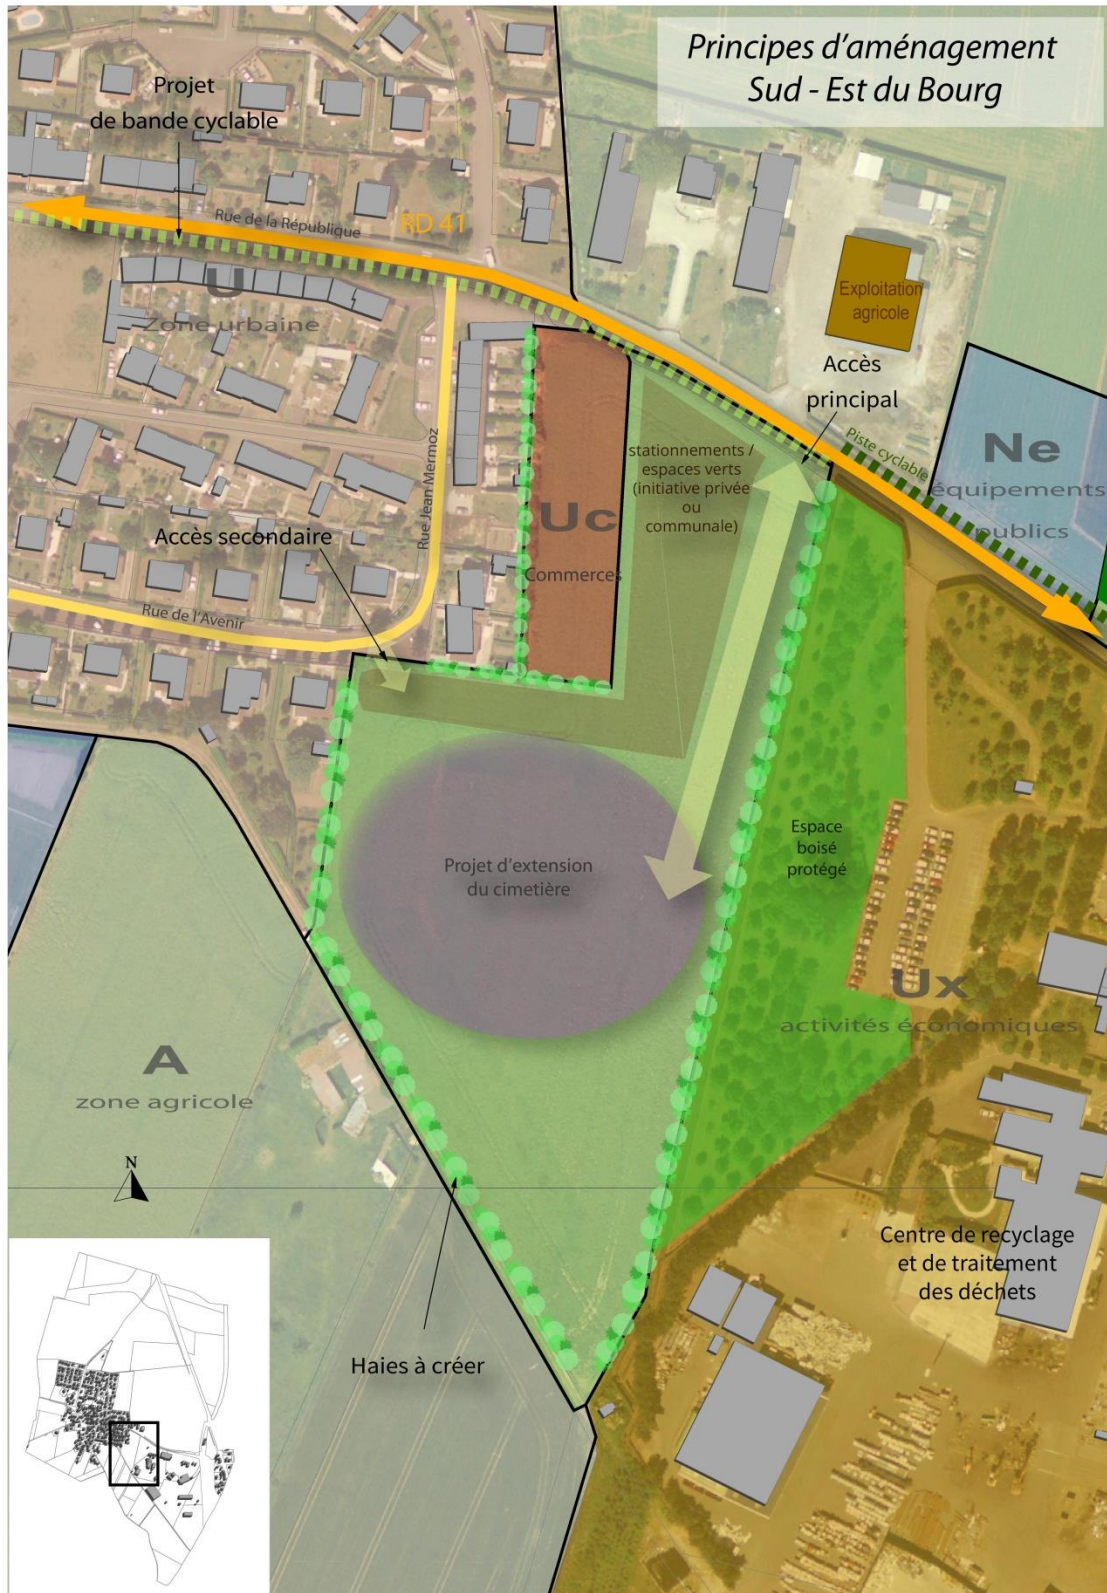 Principes d'aménagement
Sud - Est du Bourg
Projet
de bande cyclable
Rue de la République
RD 41
U
Zone urbaine
Exploitation
agricole
Accès
principal
Piste cyclable
Ne
équipements
publics
stationnements /
espaces verts
(initiative privée
ou
communale)
Uc
Commerces
Rue Jean Mermoz
Accès secondaire
Rue de l'Avenir
Espace
boisé
protégé
Projet d'extension
du cimetière
Ux
activités économiques
A
zone agricole
N
Centre de recyclage
et de traitement
des déchets
Haies à créer